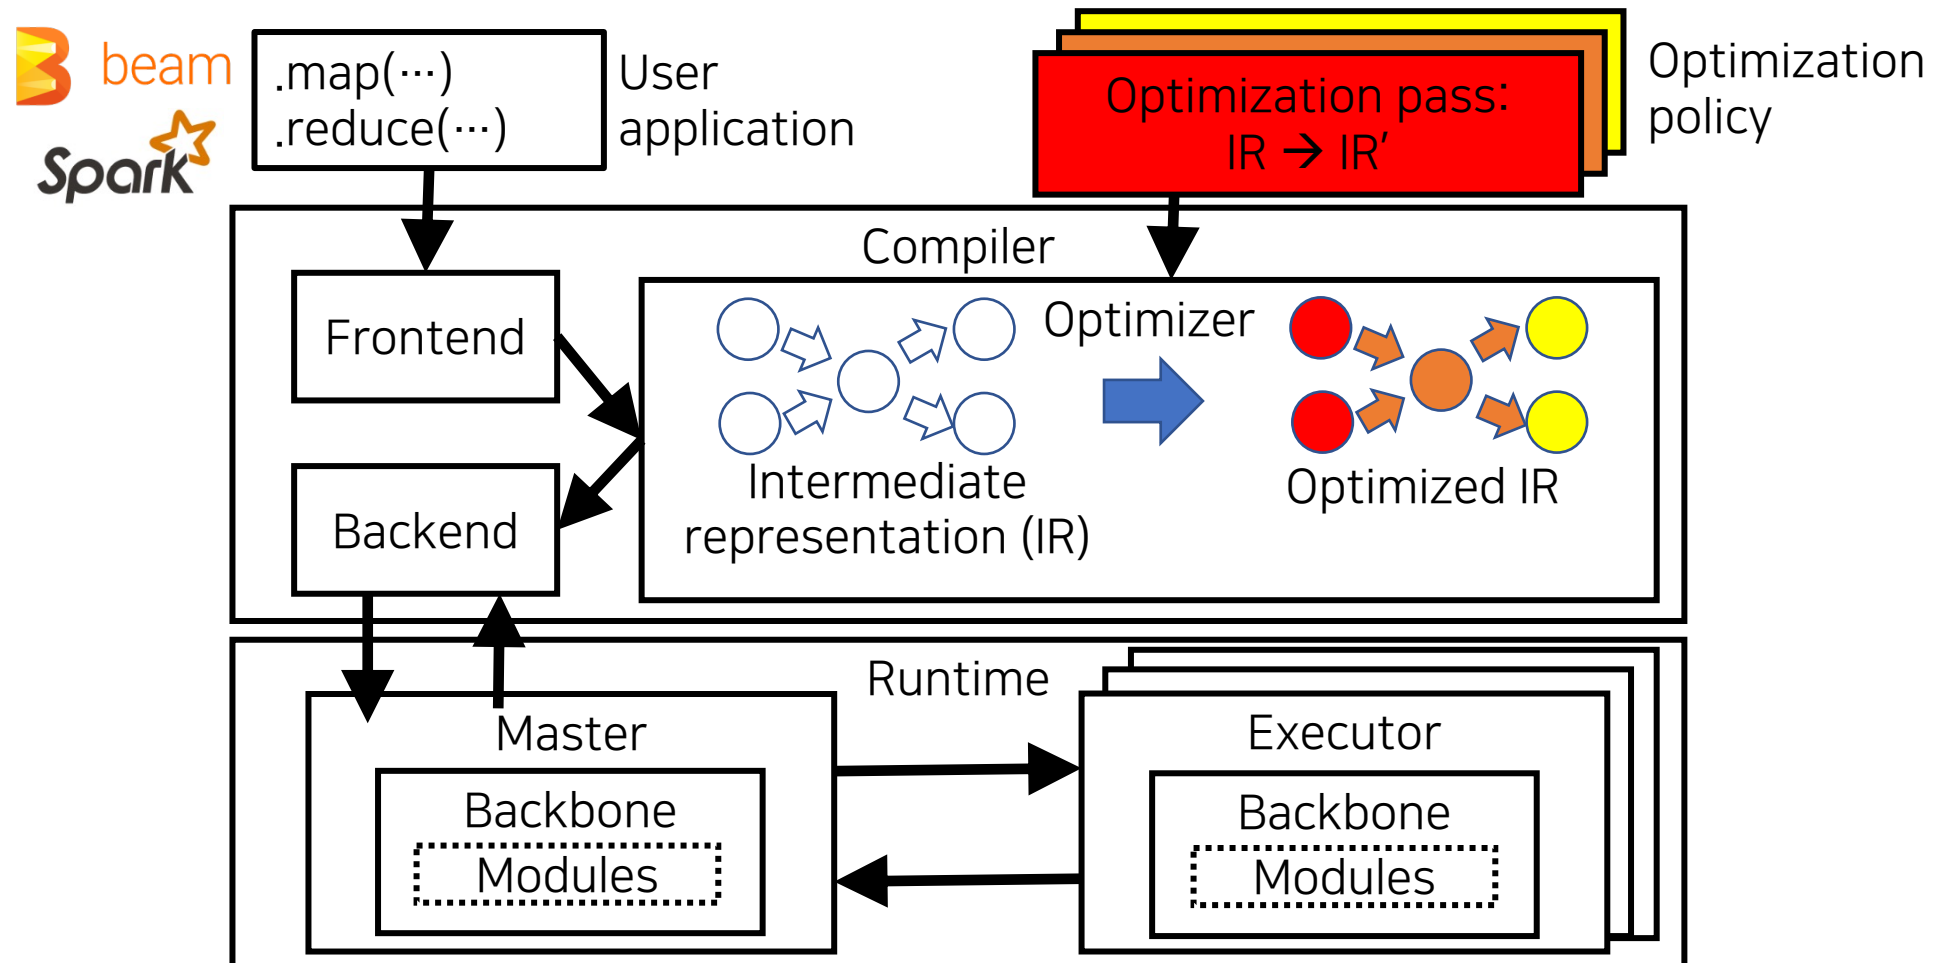 beam
Spark
.map(⋯)
.reduce(⋯)
User
application
Optimization pass:
IR → IR′
Optimization
policy
Compiler
Frontend
Optimizer
Intermediate
representation (IR)
Optimized IR
Backend
Runtime
Master
Backbone
Modules
Executor
Backbone
Modules